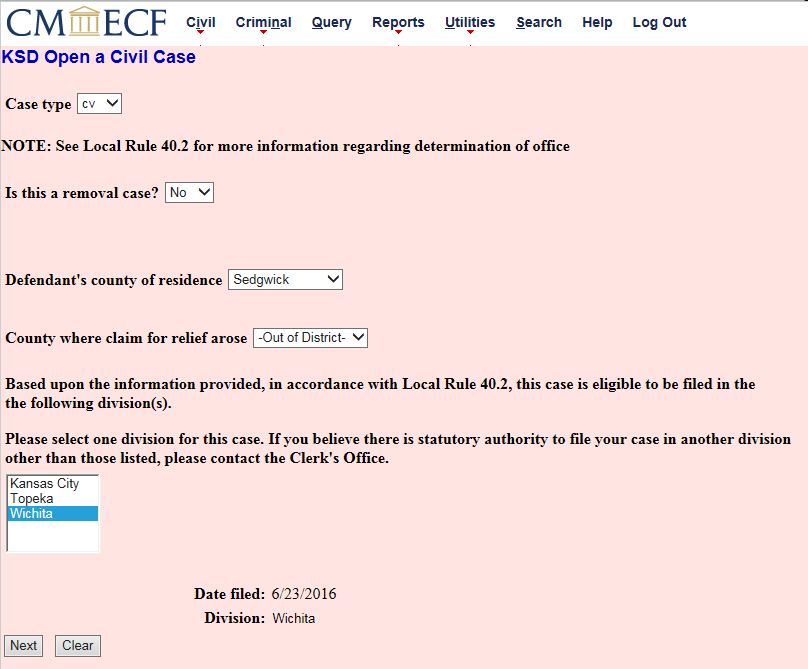 CM ECF Civil Criminal Query Reports Utilities Search Help Log Out
KSD Open a Civil Case
Case type cv
NOTE: See Local Rule 40.2 for more information regarding determination of office
Is this a removal case? No
Defendant's county of residence Sedgwick
County where claim for relief arose -Out of District-
Based upon the information provided, in accordance with Local Rule 40.2, this case is eligible to be filed in the
the following division(s).
Please select one division for this case. If you believe there is statutory authority to file your case in another division
other than those listed, please contact the Clerk's Office.
Kansas City
Topeka
Wichita
Date filed: 6/23/2016
Division: Wichita
Next Clear